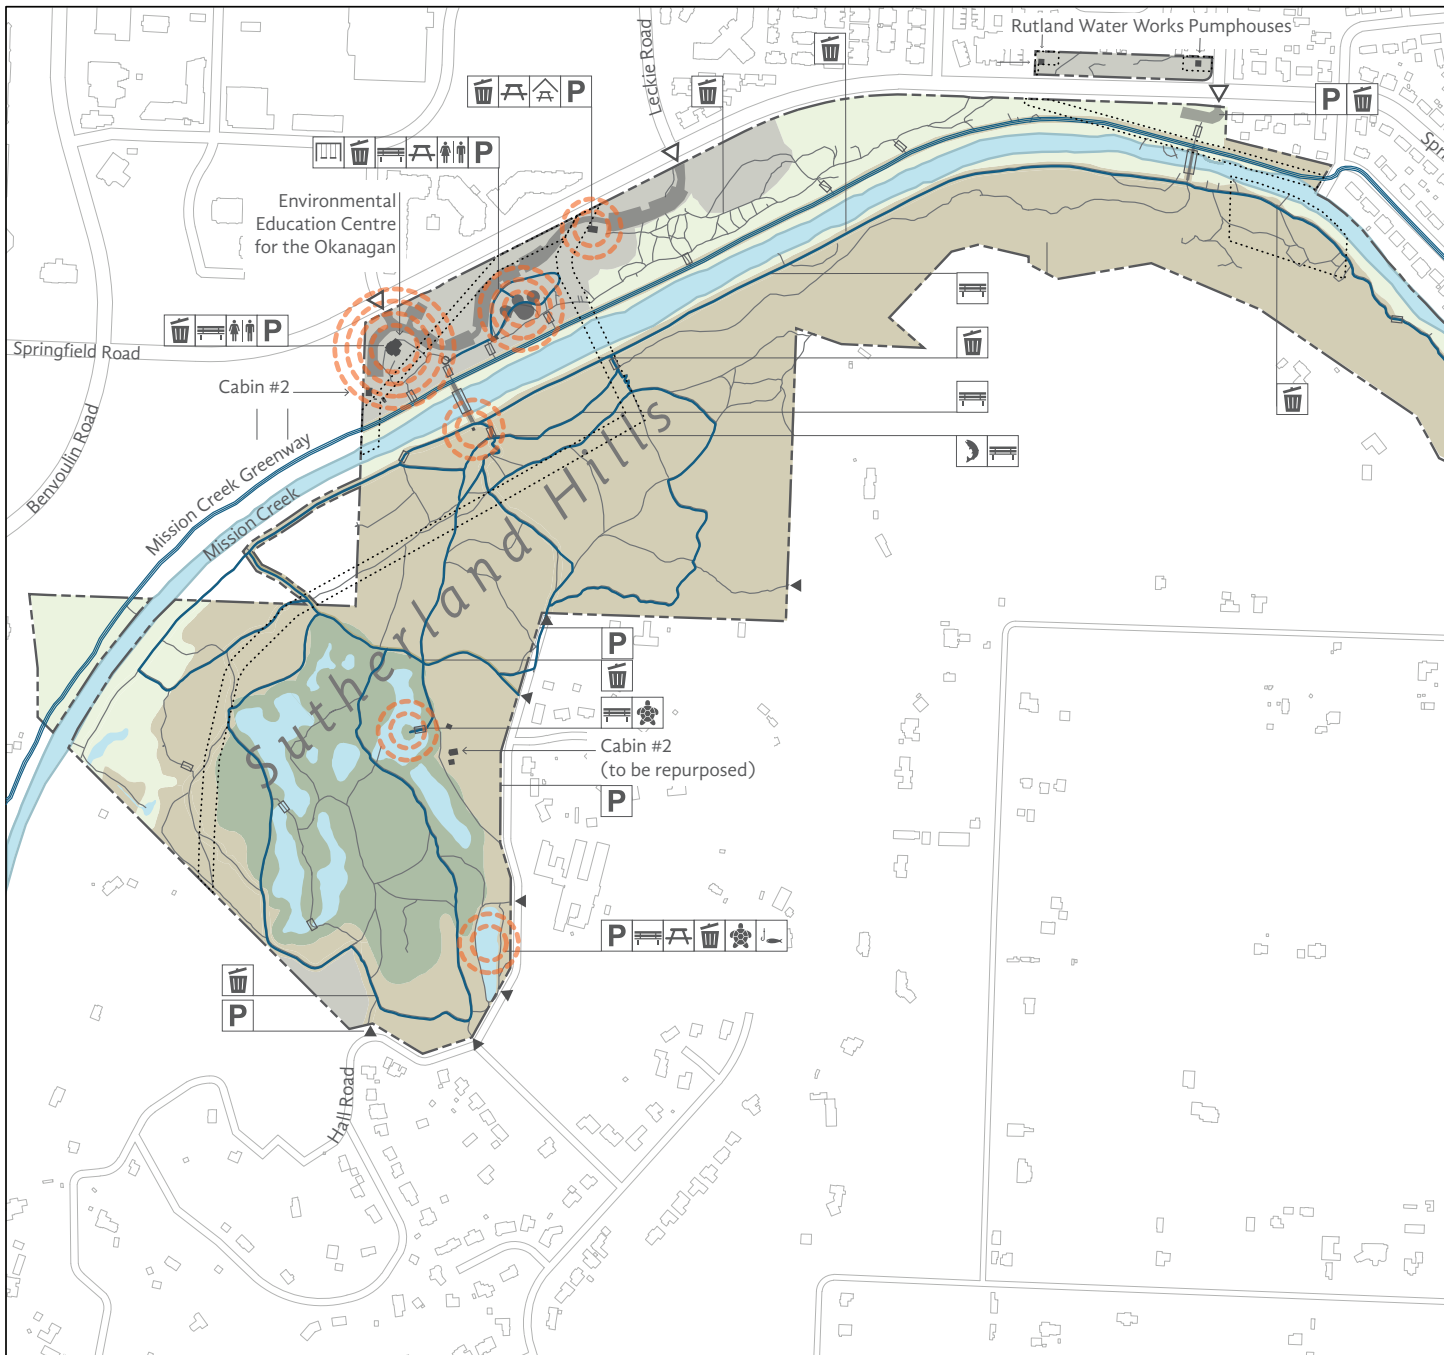 Rutland Water Works Pumphouses
Leckie Road
P
P
P
Spr
Environmental
Education Centre
for the Okanagan
P
Springfield Road
Cabin #2
Benvoulin Road
Mission Creek Greenway
Mission Creek
Sutherland Hills
P
Cabin #2
(to be repurposed)
P
P
P
Hall Road